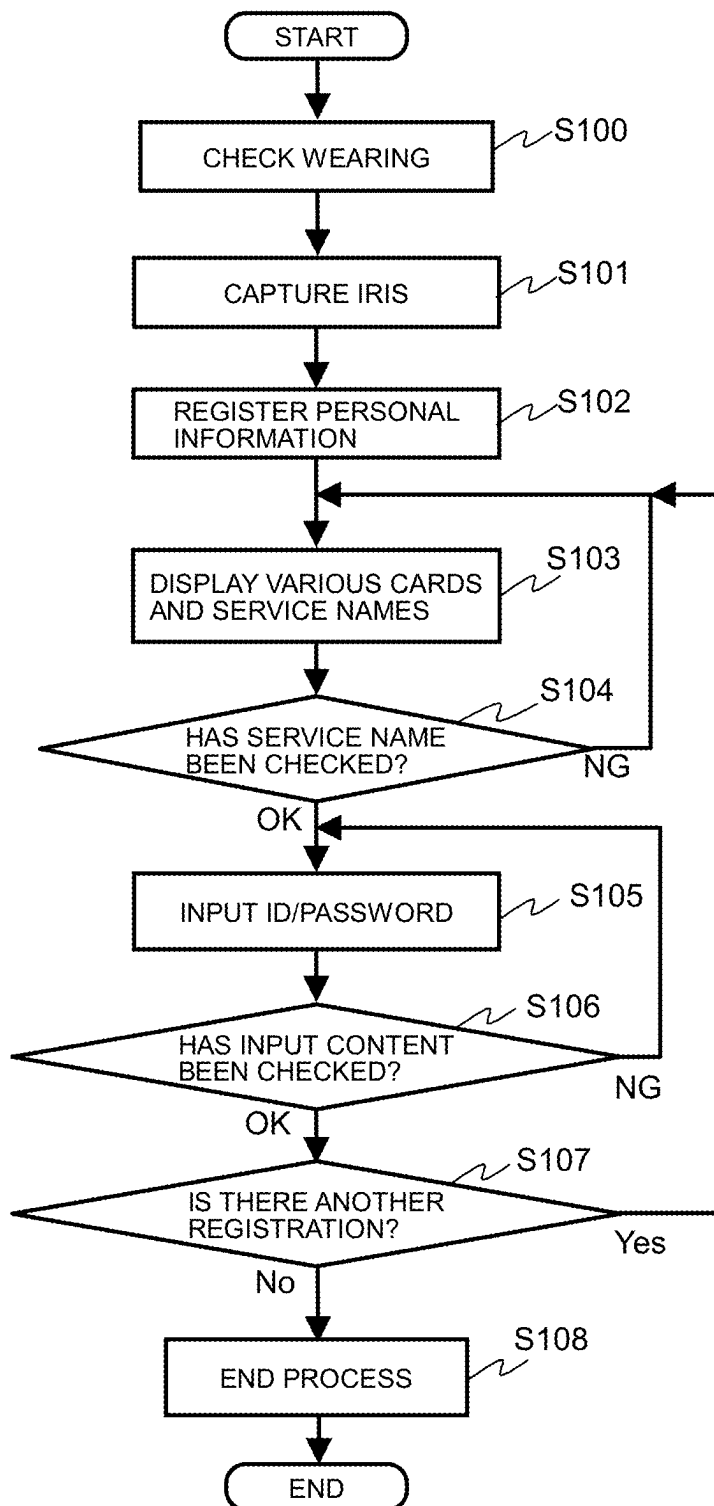 START
CHECK WEARING
S100
CAPTURE IRIS
S101
REGISTER PERSONAL
INFORMATION
S102
DISPLAY VARIOUS CARDS
AND SERVICE NAMES
S103
HAS SERVICE NAME
BEEN CHECKED?
S104
NG
OK
INPUT ID/PASSWORD
S105
HAS INPUT CONTENT
BEEN CHECKED?
S106
NG
OK
IS THERE ANOTHER
REGISTRATION?
S107
Yes
No
END PROCESS
S108
END